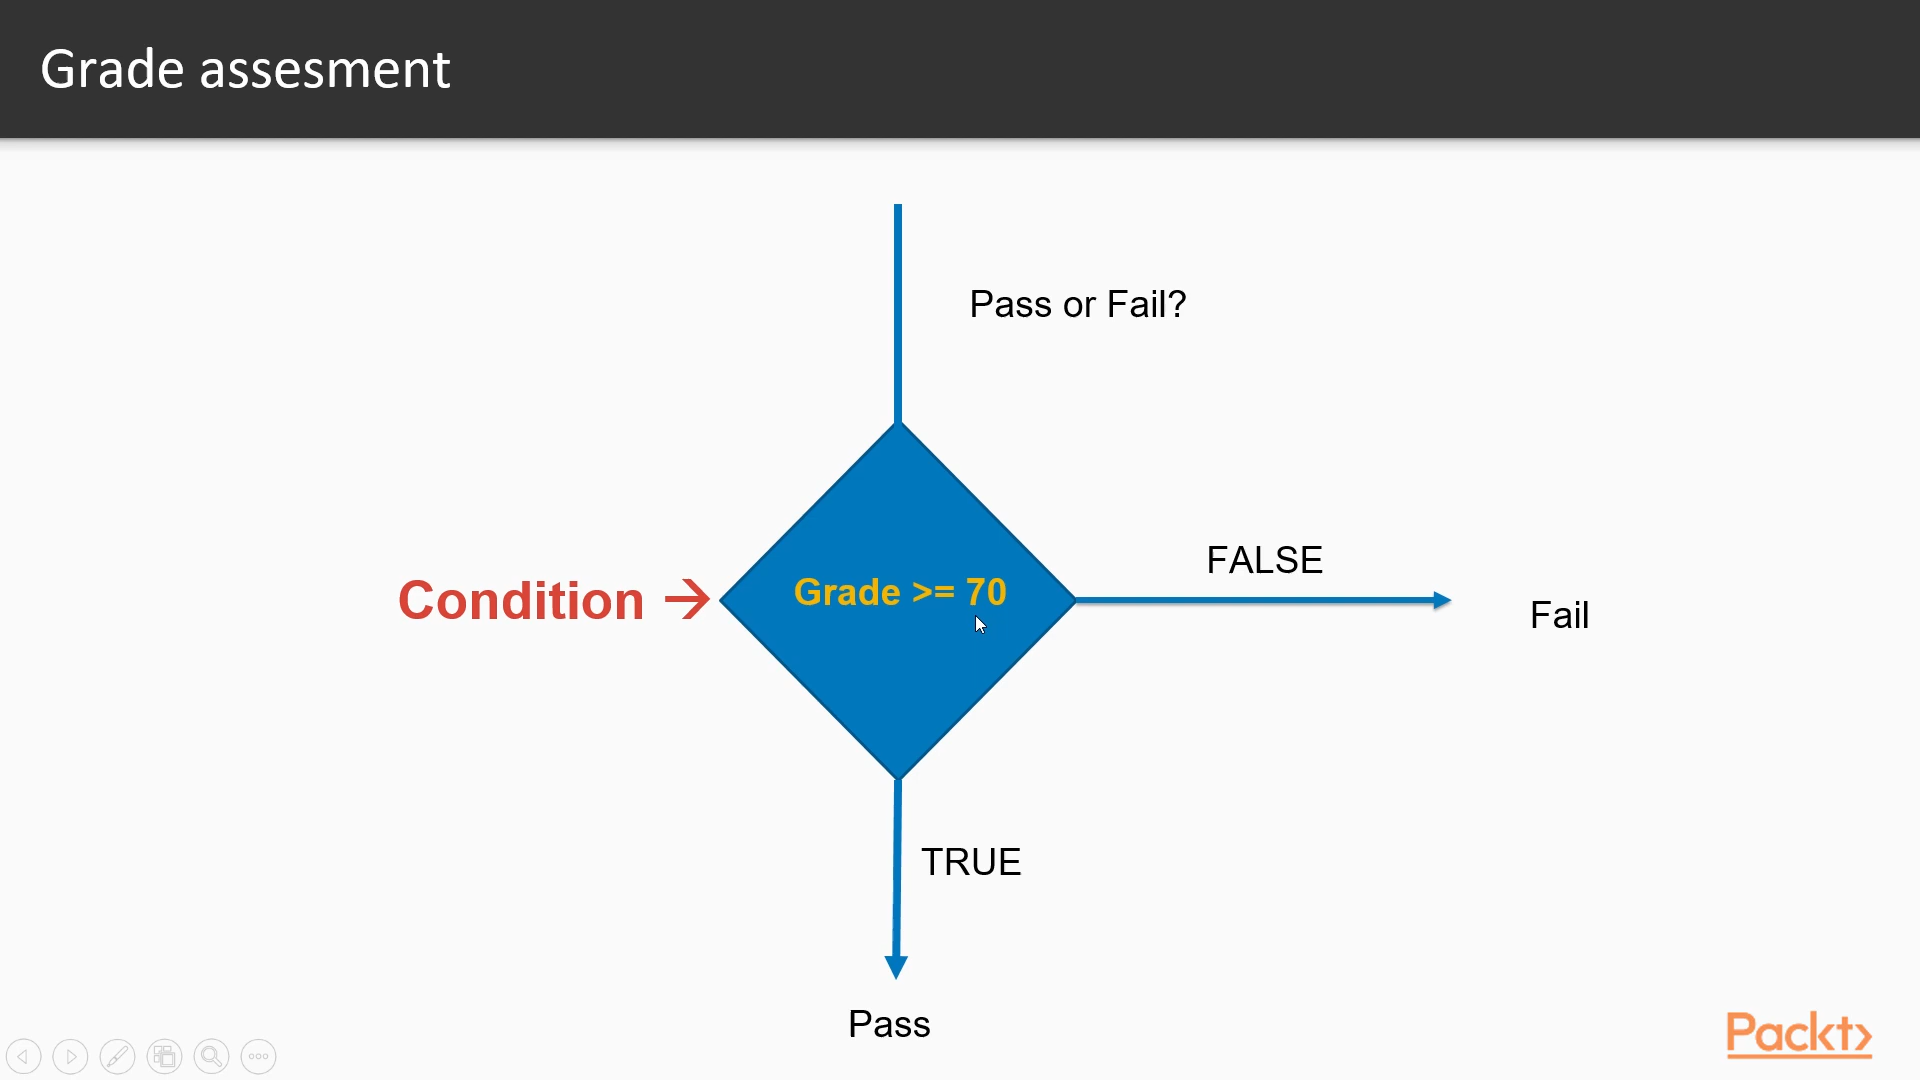 Grade assesment
Pass or Fail?
Condition →
Grade >= 70
FALSE
Fail
TRUE
Pass
Packt>